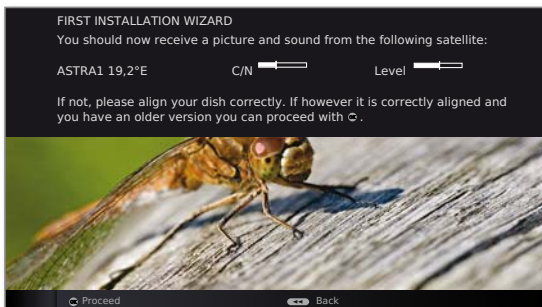 FIRST INSTALLATION WIZARD
You should now receive a picture and sound from the following satellite:
ASTRA1 19,2°E C/N Level
If not, please align your dish correctly. If however it is correctly aligned and
you have an older version you can proceed with OK.
OK Proceed Back